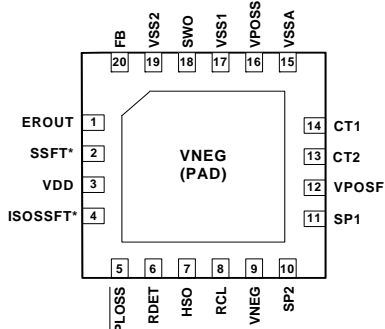 FB
VSS2
SWO
VSS1
VPOSS
VSSA
20
19
18
17
16
15
EROUT 1
SSFT* 2
VDD 3
ISOSSFT* 4
VNEG
(PAD)
14 CT1
13 CT2
12 VPOSF
11 SP1
5
6
7
8
9
10
PLOSS
RDET
HSO
RCL
VNEG
SP2